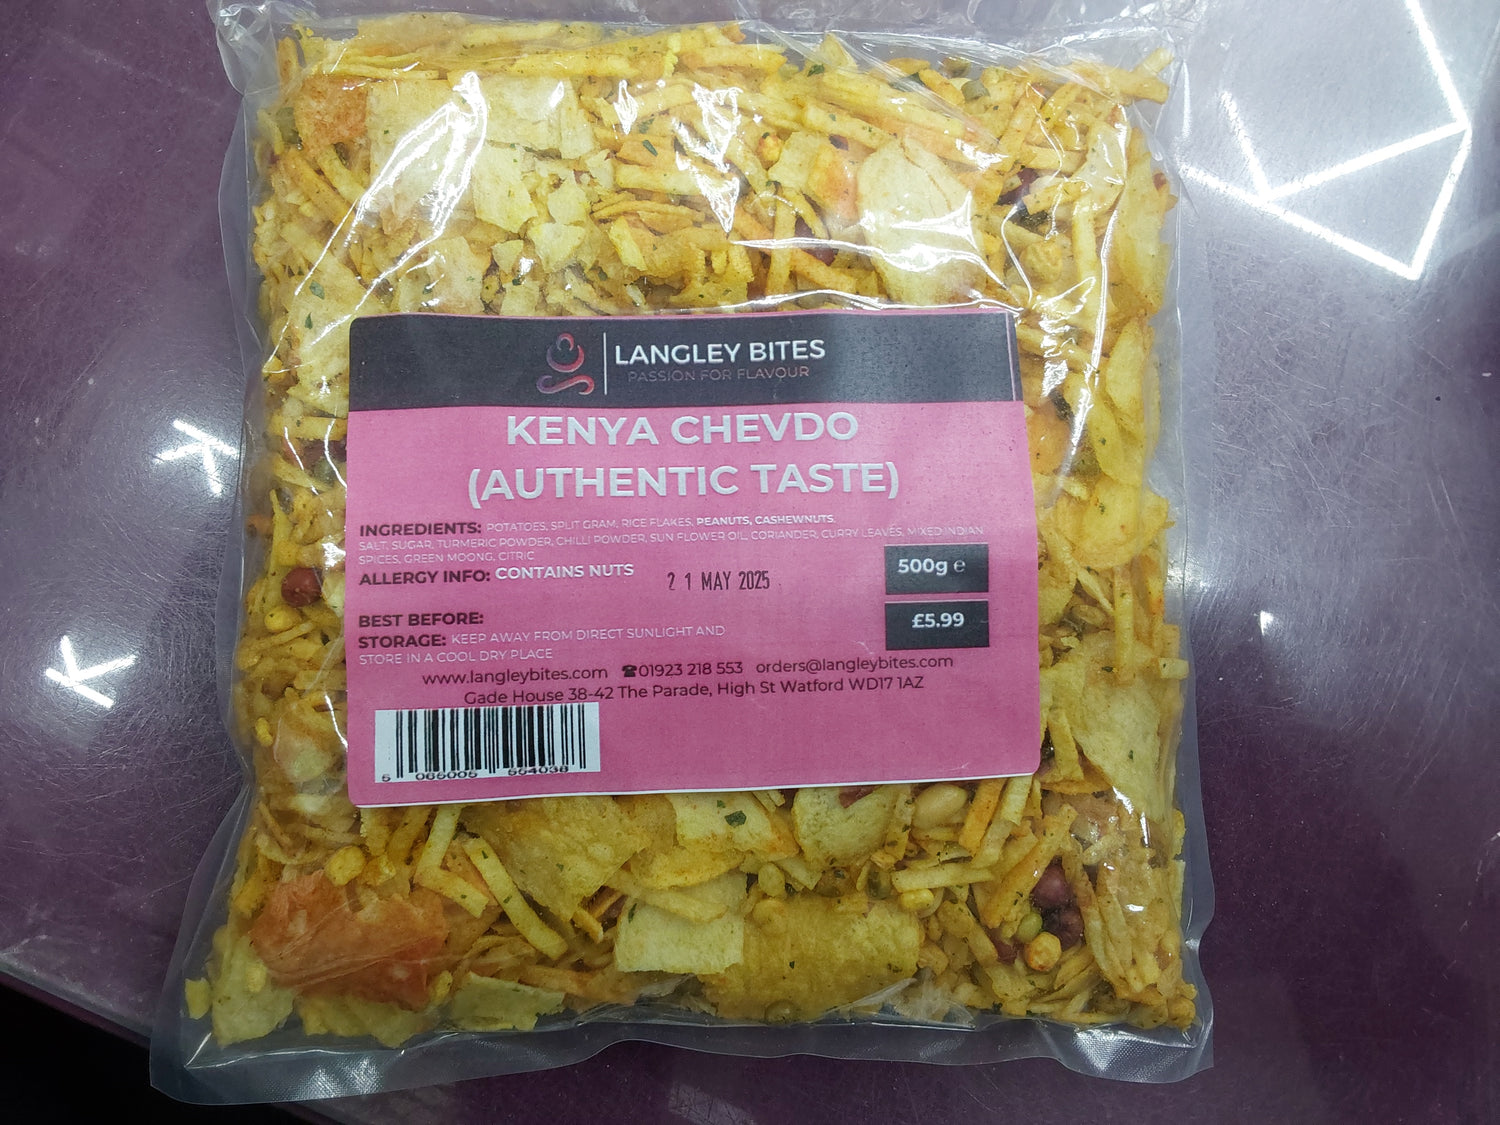 LANGLEY BITES
PASSION FOR FLAVOUR
KENYA CHEVDO
(AUTHENTIC TASTE)
INGREDIENTS: POTATOES, SPLIT GRAM, RICE FLAKES, PEANUTS, CASHEWNUTS,
SALT, SUGAR, TURMERIC POWDER, CHILLI POWDER, SUN FLOWER OIL, CORIANDER, CURRY LEAVES, MIXED INDIAN
SPICES, GREEN MOONG, CITRIC
ALLERGY INFO: CONTAINS NUTS
2 1 MAY 2025
500g e
£5.99
BEST BEFORE:
STORAGE: KEEP AWAY FROM DIRECT SUNLIGHT AND
STORE IN A COOL DRY PLACE
www.langleybites.com ☎01923 218 553 orders@langleybites.com
Gade House 38-42 The Parade, High St Watford WD17 1AZ
5 065005 554038